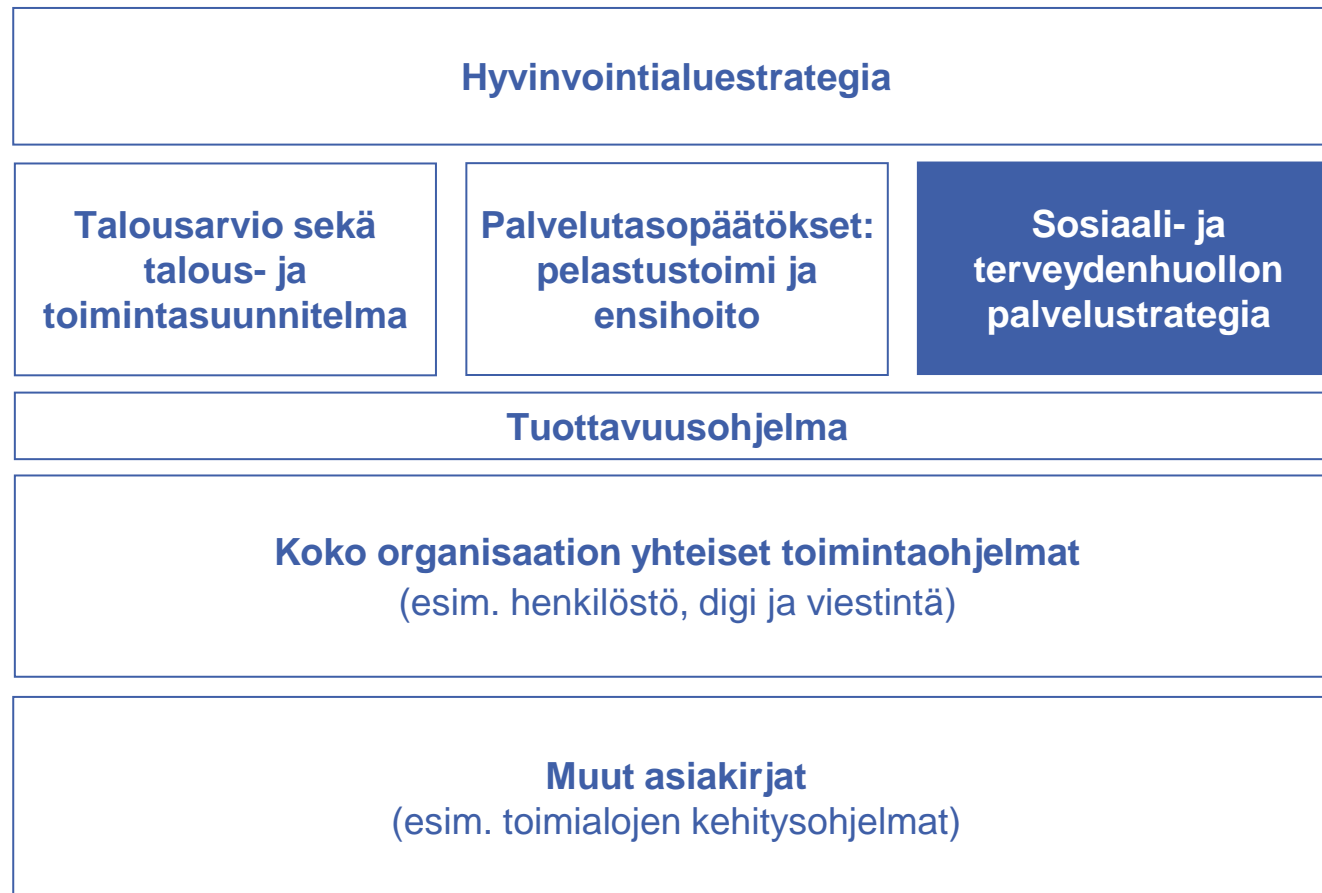 Hyvinvointialuestrategia
Talousarvio sekä
talous- ja
toimintasuunnitelma
Palvelutasopäätökset:
pelastustoimi ja
ensihoito
Sosiaali- ja
terveydenhuollon
palvelustrategia
Tuottavuusohjelma
Koko organisaation yhteiset toimintaohjelmat
(esim. henkilöstö, digi ja viestintä)
Muut asiakirjat
(esim. toimialojen kehitysohjelmat)